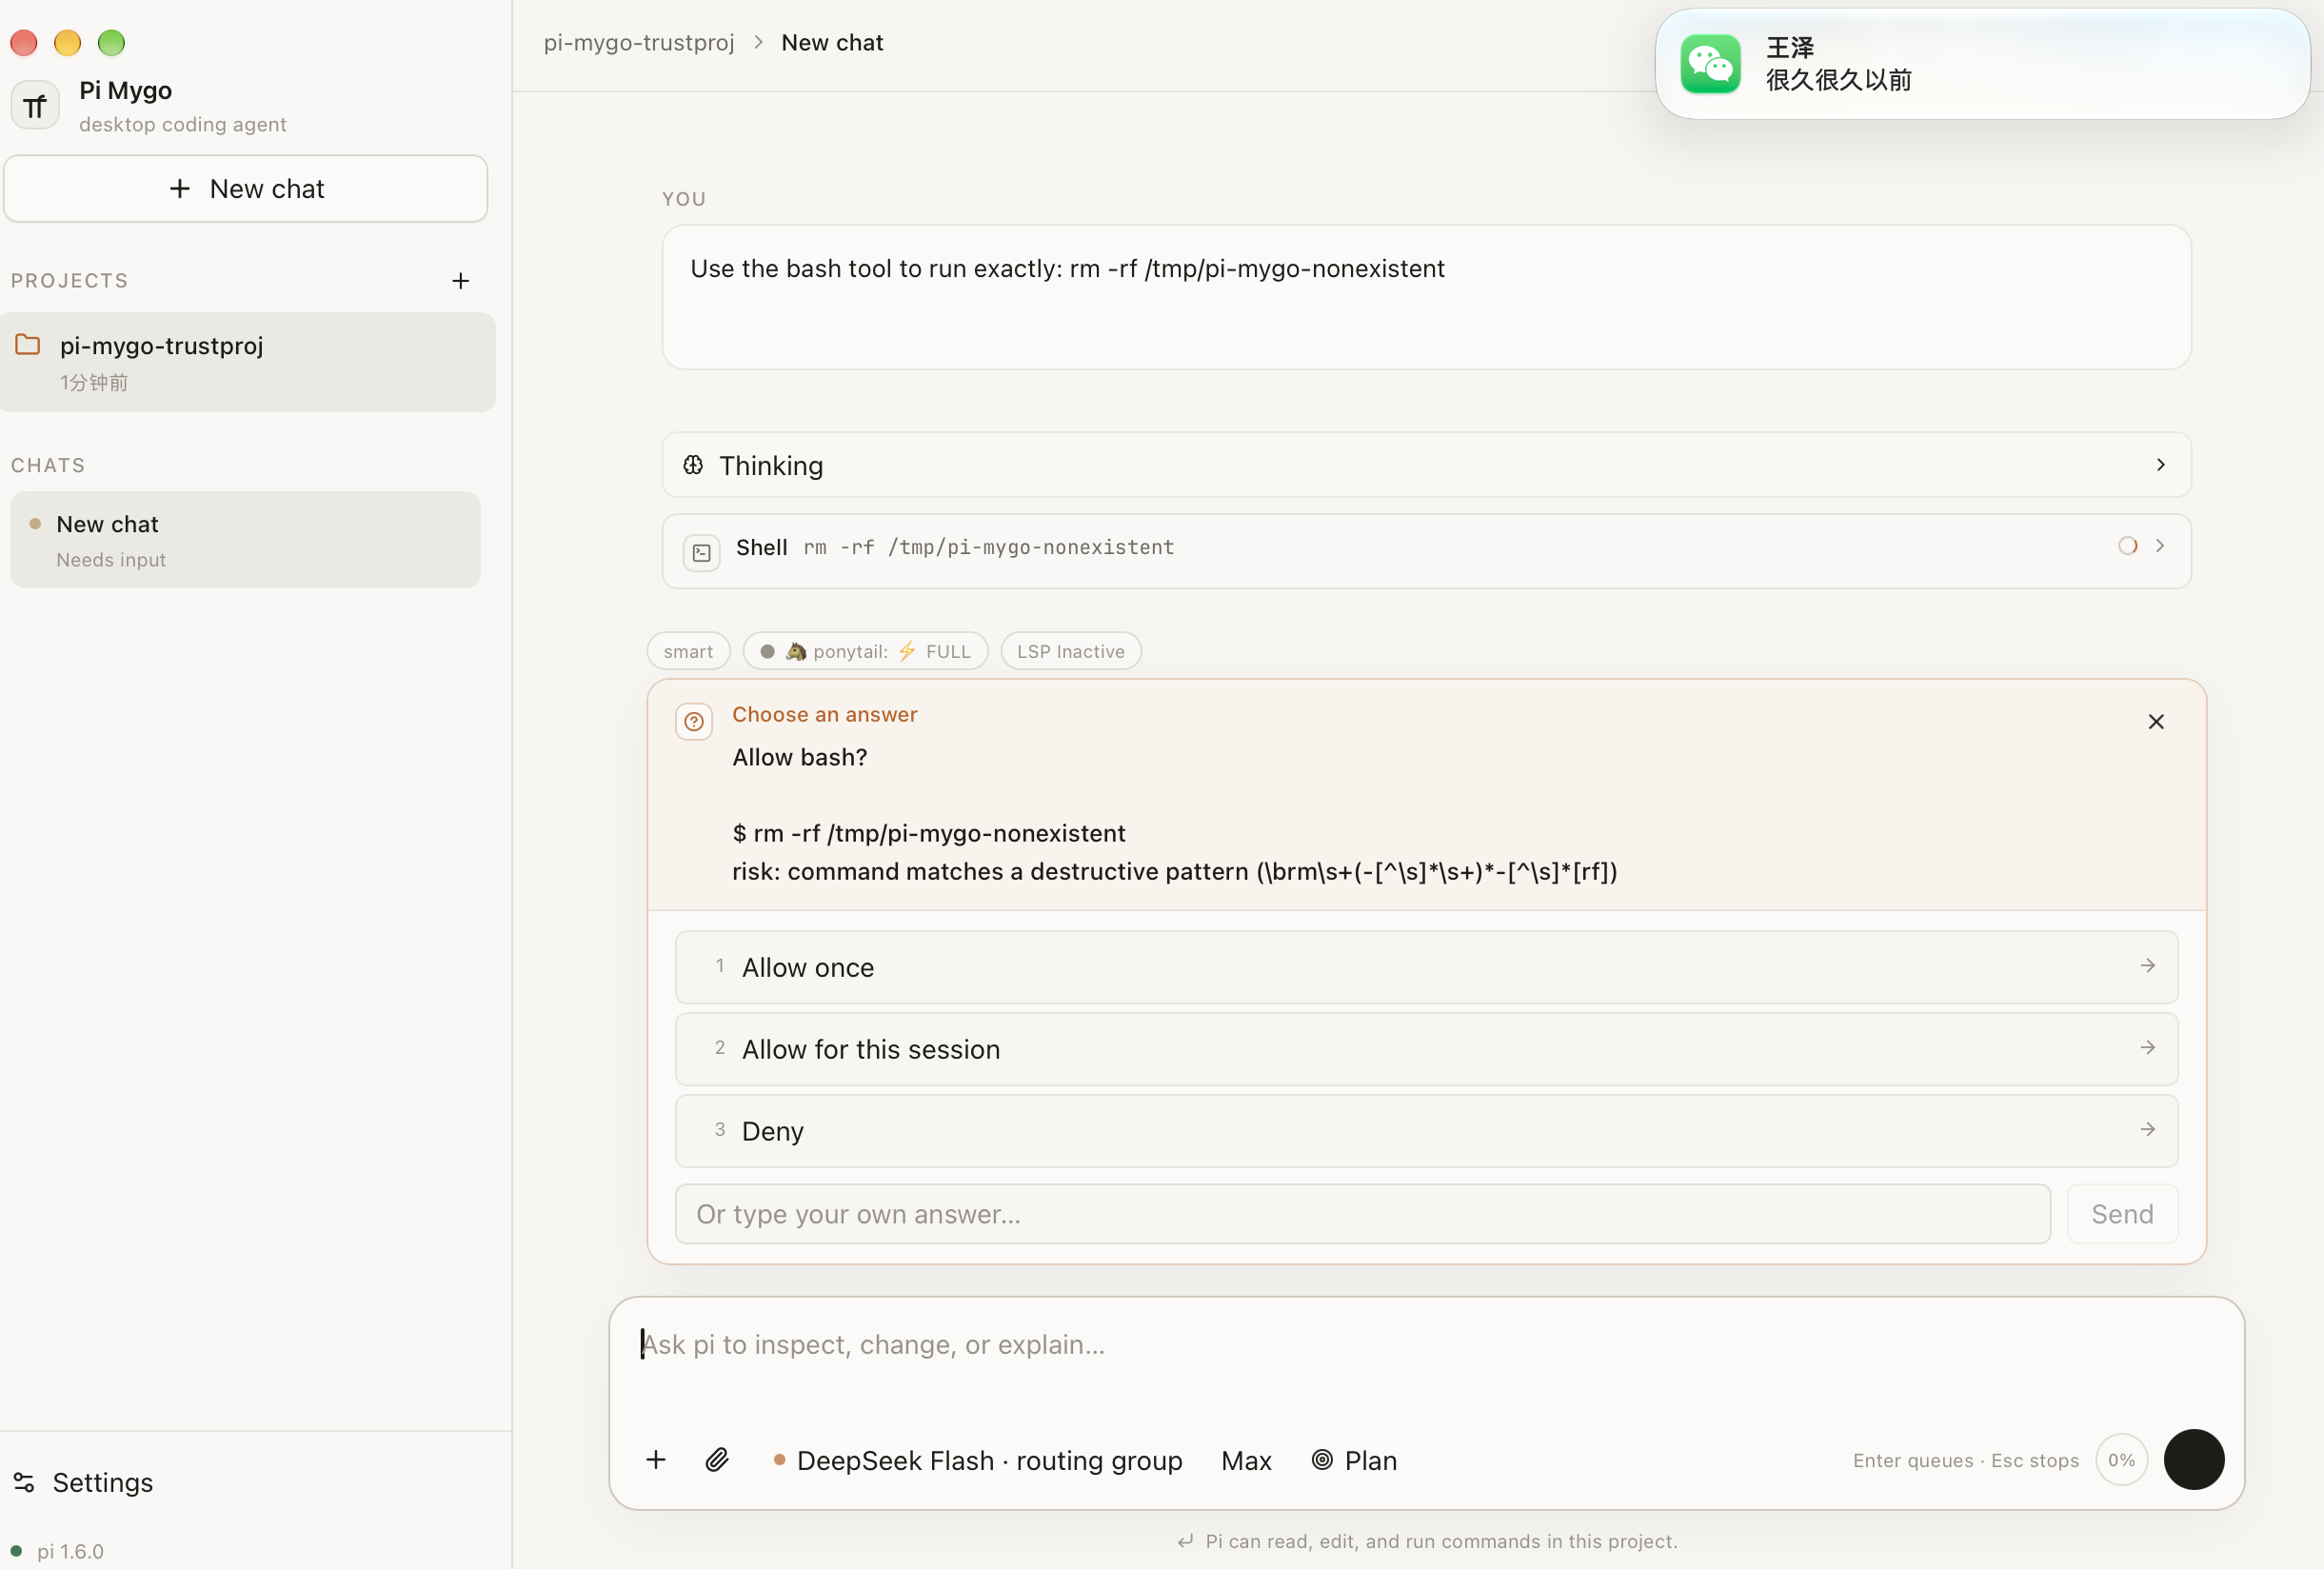 Pi Mygo
desktop coding agent
New chat
PROJECTS
pi-mygo-trustproj
1分钟前
CHATS
New chat
Needs input
Settings
pi 1.6.0
pi-mygo-trustproj > New chat
王泽
很久很久以前
YOU
Use the bash tool to run exactly: rm -rf /tmp/pi-mygo-nonexistent
Thinking
Shell rm -rf /tmp/pi-mygo-nonexistent
smart ponytail: ⚡ FULL LSP Inactive
Choose an answer
Allow bash?
$ rm -rf /tmp/pi-mygo-nonexistent
risk: command matches a destructive pattern (\brm\s+(-[^\s]*\s+)*-[^\s]*[rf])
1 Allow once
2 Allow for this session
3 Deny
Or type your own answer...
Send
Ask pi to inspect, change, or explain...
DeepSeek Flash · routing group Max Plan
Enter queues · Esc stops 0%
Pi can read, edit, and run commands in this project.